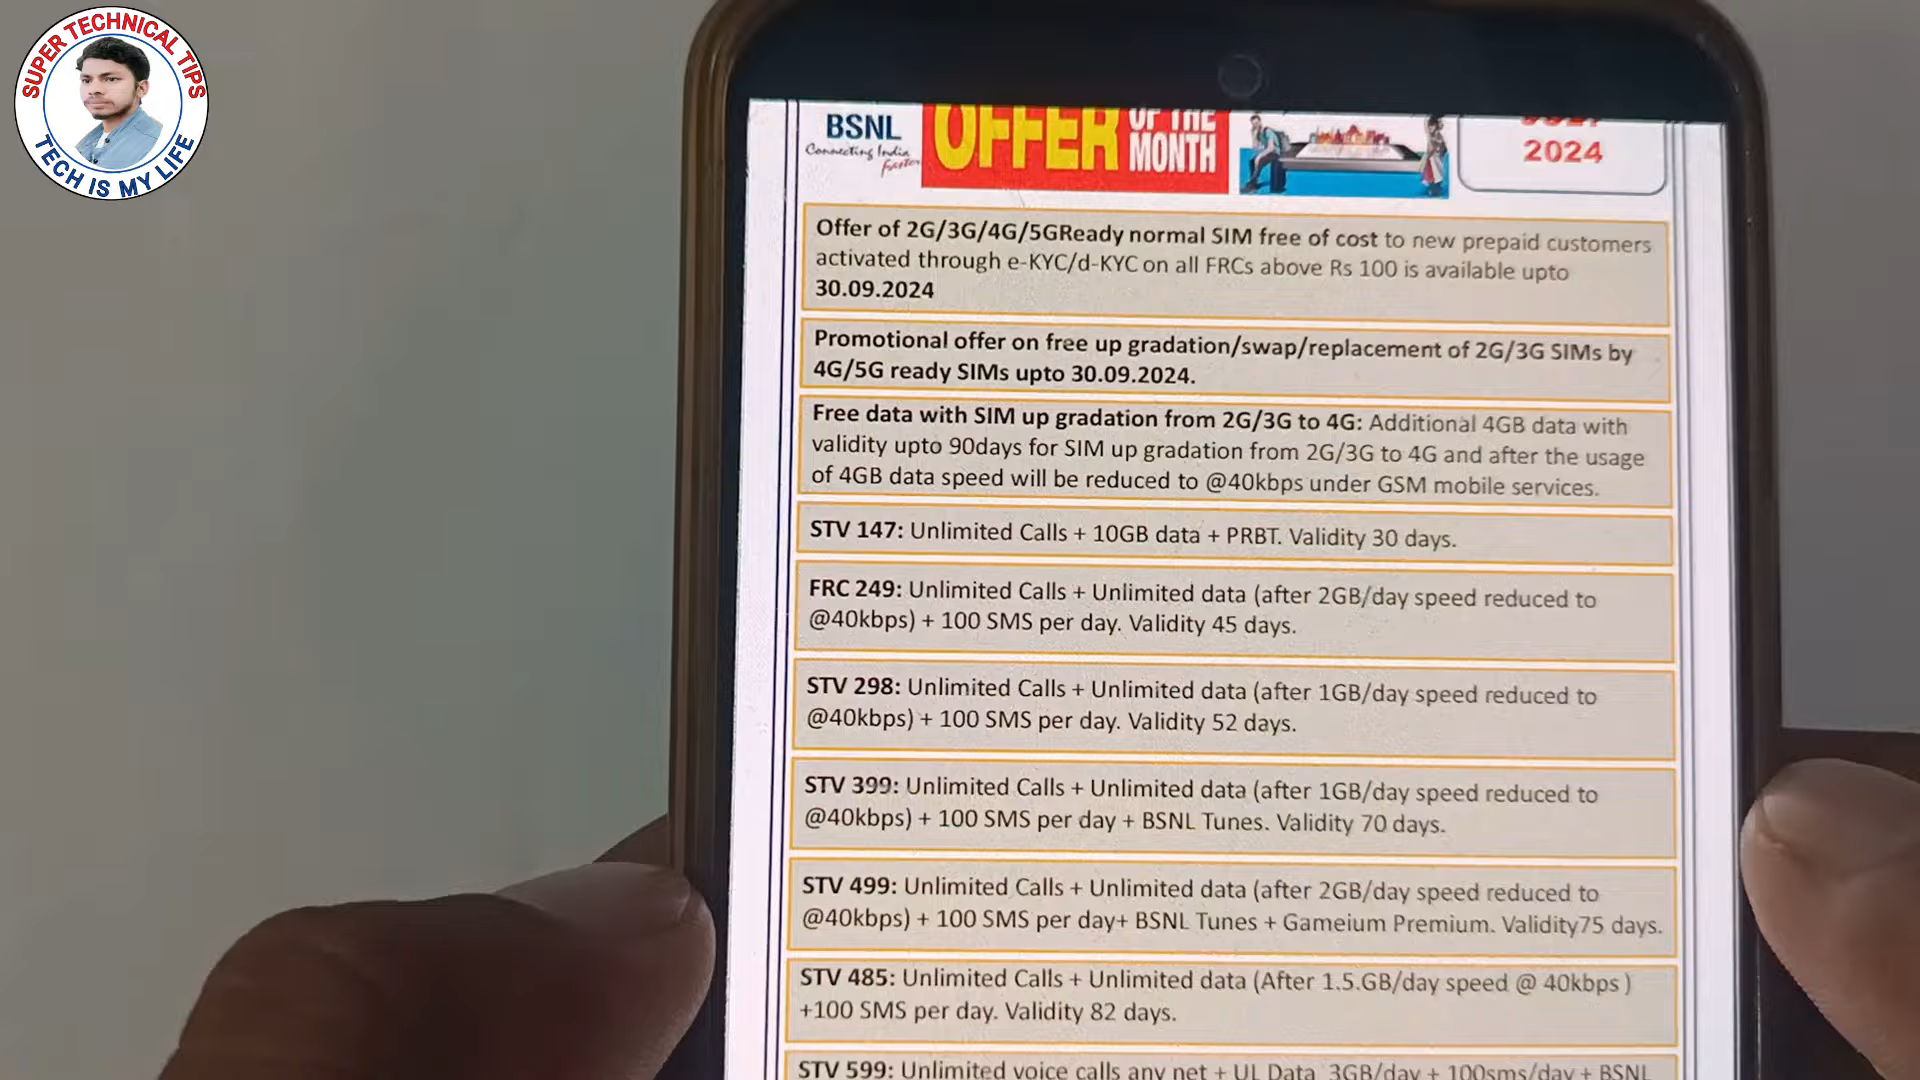 SUPER TECHNICAL TIPS
TECH IS MY LIFE
BSNL
Connecting India
faster
OFFER
OF THE
MONTH
2024
Offer of 2G/3G/4G/5GReady normal SIM free of cost to new prepaid customers
activated through e-KYC/d-KYC on all FRCs above Rs 100 is available upto
30.09.2024
Promotional offer on free up gradation/swap/replacement of 2G/3G SIMs by
4G/5G ready SIMs upto 30.09.2024.
Free data with SIM up gradation from 2G/3G to 4G: Additional 4GB data with
validity upto 90days for SIM up gradation from 2G/3G to 4G and after the usage
of 4GB data speed will be reduced to @40kbps under GSM mobile services.
STV 147: Unlimited Calls + 10GB data + PRBT. Validity 30 days.
FRC 249: Unlimited Calls + Unlimited data (after 2GB/day speed reduced to
@40kbps) + 100 SMS per day. Validity 45 days.
STV 298: Unlimited Calls + Unlimited data (after 1GB/day speed reduced to
@40kbps) + 100 SMS per day. Validity 52 days.
STV 399: Unlimited Calls + Unlimited data (after 1GB/day speed reduced to
@40kbps) + 100 SMS per day + BSNL Tunes. Validity 70 days.
STV 499: Unlimited Calls + Unlimited data (after 2GB/day speed reduced to
@40kbps) + 100 SMS per day+ BSNL Tunes + Gameium Premium. Validity75 days.
STV 485: Unlimited Calls + Unlimited data (After 1.5.GB/day speed @ 40kbps )
+100 SMS per day. Validity 82 days.
STV 599: Unlimited voice calls any net + UL Data 3GB/day + 100sms/day + BSNL